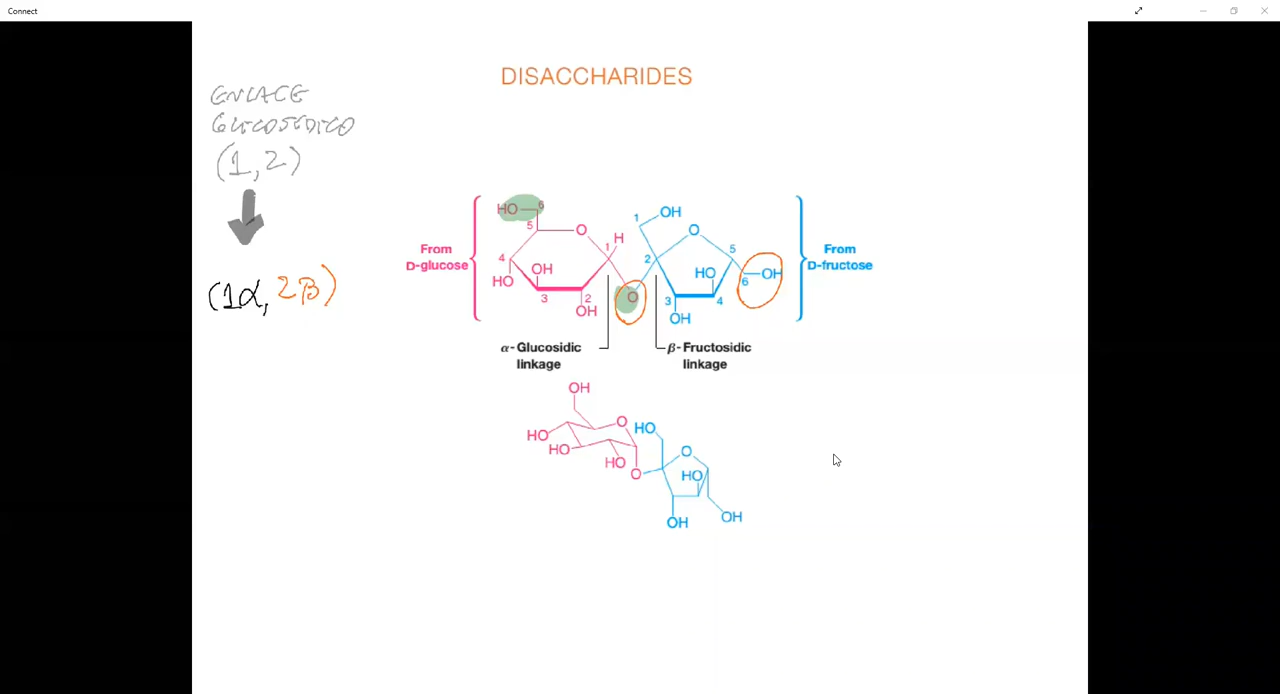 Connect
DISACCHARIDES
ENLACE
GLUCOSÍDICO
(1,2)
(1α, 2β)
From
D-glucose
HO
6
5
O
4
HO
OH
3
2
OH
1
H
O
1
OH
O
2
5
HO
6
OH
3
4
OH
From
D-fructose
α-Glucosidic
linkage
β-Fructosidic
linkage
OH
O
HO
HO
HO
HO
O
O
HO
OH
OH